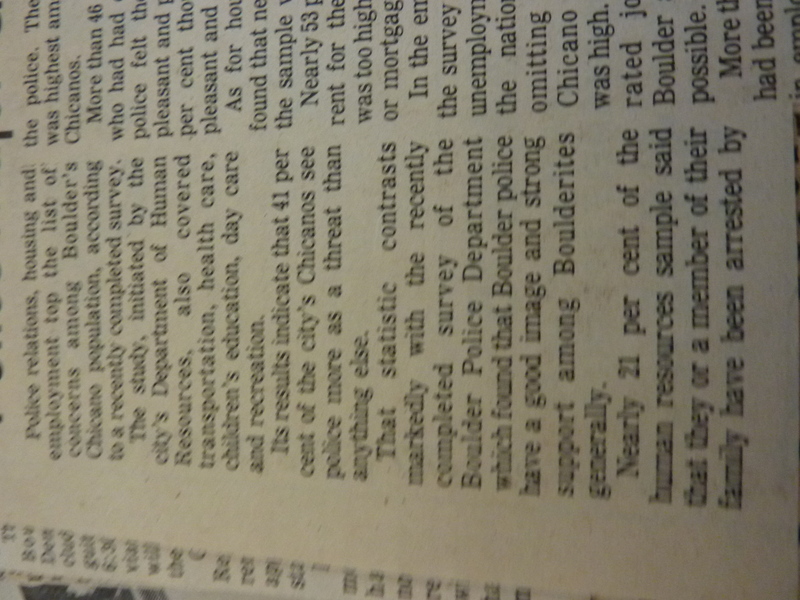 Police relations, housing and
employment top the list of
concerns among Boulder's
Chicano population, according
to a recently completed survey.
The study, initiated by the
city's Department of Human
Resources, also covered
transportation, health care,
children's education, day care
and recreation.
Its results indicate that 41 per
cent of the city's Chicanos see
police more as a threat than
anything else.
That statistic contrasts
markedly with the recently
completed survey of the
Boulder Police Department
which found that Boulder police
have a good image and strong
support among Boulderites
generally.
Nearly 21 per cent of the
human resources sample said
that they or a member of their
family have been arrested by
the police. The
was highest am
Chicanos.
More than 46
who had had
police felt the
pleasant and p
per cent tho
pleasant and
As for hou
found that ne
the sample
Nearly 53 p
rent for the
was too high
or mortgag
In the em
the survey
unemployn
the nation
omitting
Chicano
was high.
rated jo
Boulder
possible.
More th
had been
in emplo